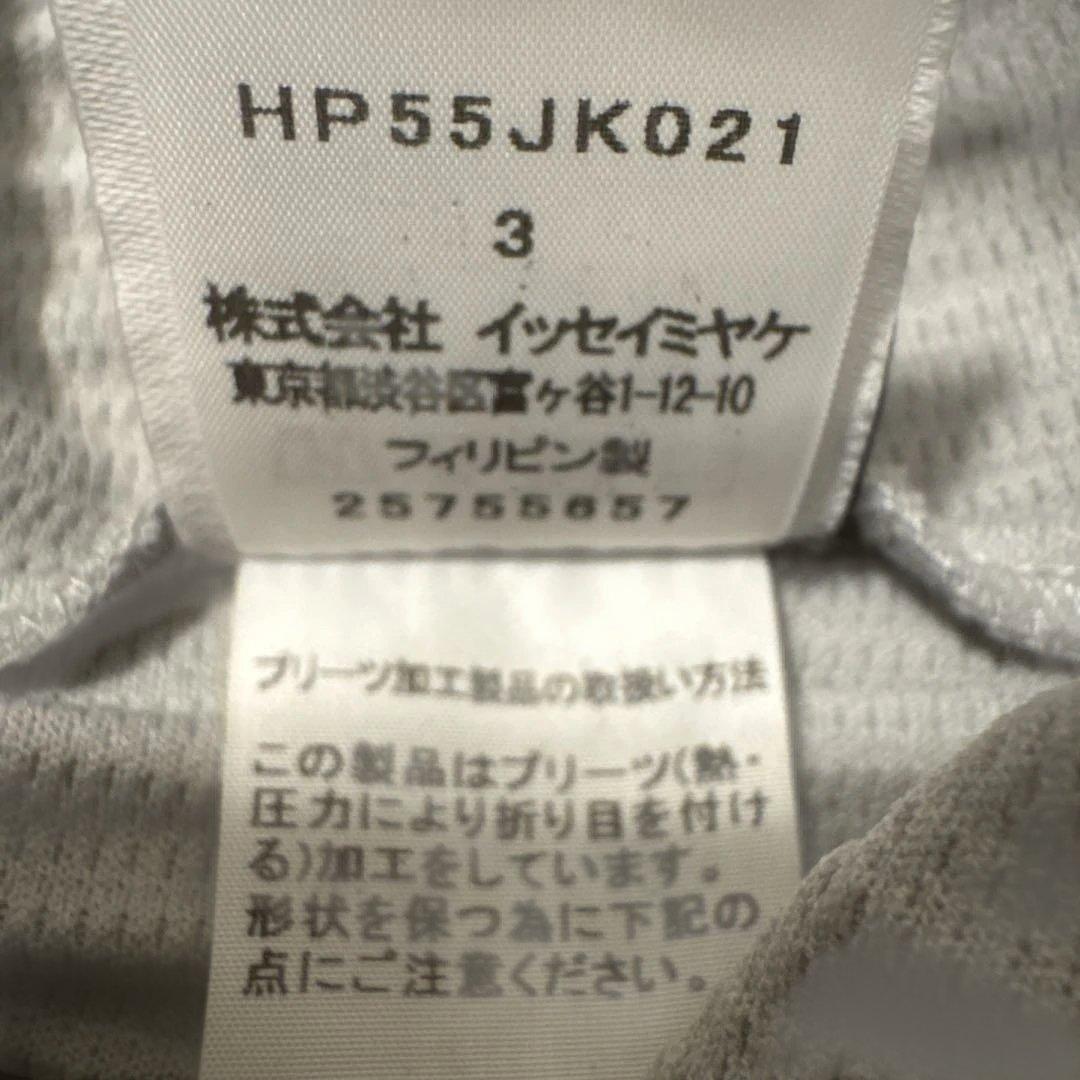 HP55JK021
3
株式会社 イッセイミヤケ
東京都渋谷区富ヶ谷1-12-10
フィリピン製
25755657
プリーツ加工製品の取扱い方法
この製品はプリーツ(熱・
圧力により折り目を付け
る)加工をしています。
形状を保つ為に下記の
点にご注意ください。